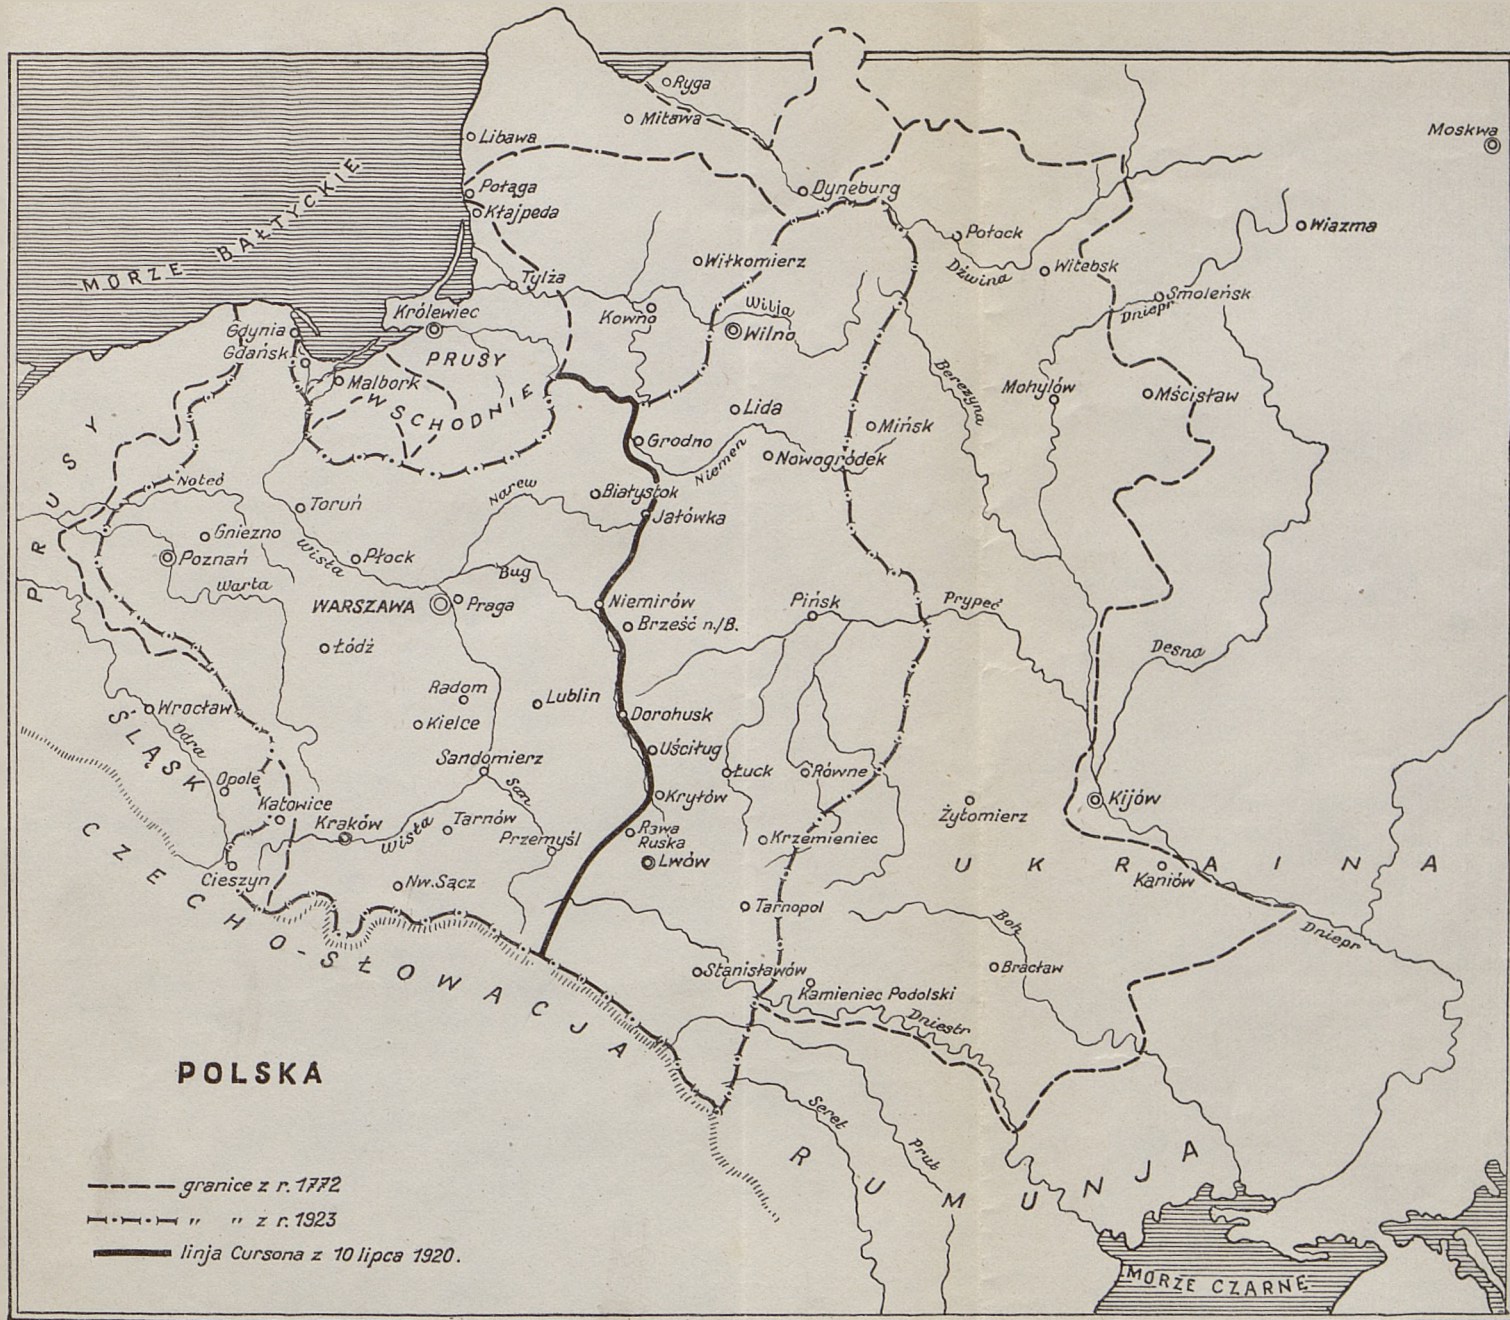 Ryga
Mitawa
Moskwa
Libawa
MORZE BAŁTYCKIE
Połąga
Kłajpeda
Dyneburg
Połock
Dźwina
Witebsk
Wiazma
Smoleńsk
Dniepr
Wiłkomierz
Tylża
Kowno
Wilja
Wilno
Królewiec
Gdynia
Gdańsk
Malbork
PRUSY
WSCHODNIE
Berezyna
Mohylów
Mścisław
Lida
Mińsk
Grodno
Niemen
Nowogródek
PRUSY
Noteć
Toruń
Narew
Białystok
Jałówka
Gniezno
Poznań
Wisła
Płock
Bug
Warta
WARSZAWA
Praga
Niemirów
Brześć n./B.
Pińsk
Prypeć
Desna
Łódź
Radom
Lublin
Kielce
Dorohusk
Wrocław
Odra
ŚLĄSK
Sandomierz
San
Uściług
Łuck
Równe
Opole
Katowice
Kraków
Wisła
Tarnów
Przemyśl
Kryłów
Rawa
Ruska
Lwów
Krzemieniec
Żytomierz
Kijów
UKRAINA
Kaniów
Cieszyn
Nw. Sącz
CZECHO-SŁOWACJA
Tarnopol
Boh
Dniepr
Stanisławów
Bracław
Kamieniec Podolski
Dniestr
POLSKA
Seret
Prut
RUMUNJA
granice z r. 1772
" " z r. 1923
linja Cursona z 10 lipca 1920.
MORZE CZARNE